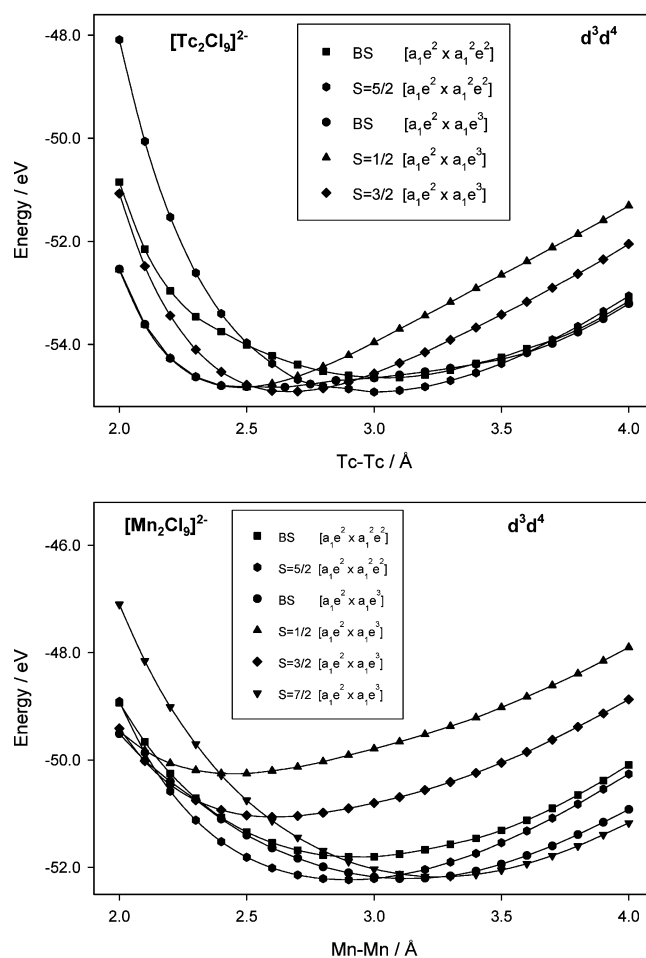 [Tc₂Cl₉]²⁻
d³d⁴
BS [a₁e² x a₁²e²]
S=5/2 [a₁e² x a₁²e²]
BS [a₁e² x a₁e³]
S=1/2 [a₁e² x a₁e³]
S=3/2 [a₁e² x a₁e³]
Energy / eV
-48.0
-50.0
-52.0
-54.0
2.0 2.5 3.0 3.5 4.0
Tc-Tc / Å
[Mn₂Cl₉]²⁻
d³d⁴
BS [a₁e² x a₁²e²]
S=5/2 [a₁e² x a₁²e²]
BS [a₁e² x a₁e³]
S=1/2 [a₁e² x a₁e³]
S=3/2 [a₁e² x a₁e³]
S=7/2 [a₁e² x a₁e³]
Energy / eV
-46.0
-48.0
-50.0
-52.0
2.0 2.5 3.0 3.5 4.0
Mn-Mn / Å